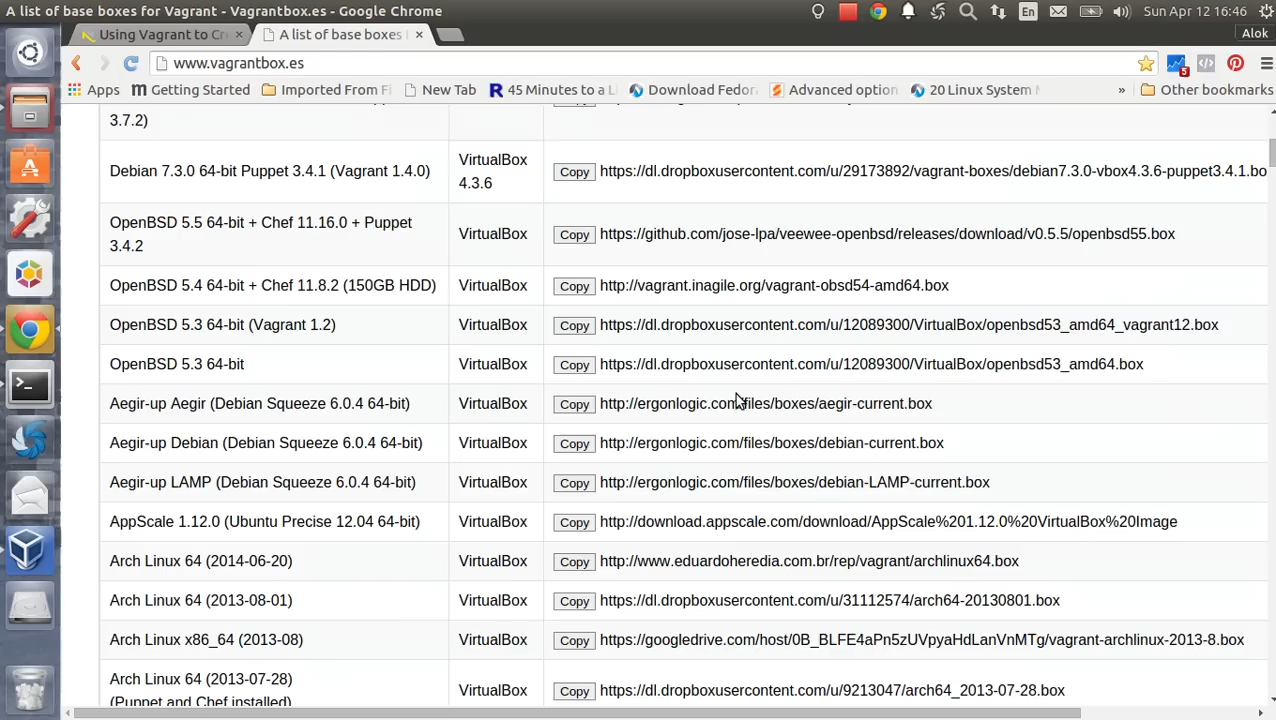 A list of base boxes for Vagrant - Vagrantbox.es - Google Chrome
En
Sun Apr 12 16:46
Using Vagrant to Cr
A list of base boxes
Alok
www.vagrantbox.es
5
Apps
Getting Started
Imported From F
New Tab
45 Minutes to a L
Download Fedor
Advanced option
20 Linux System M
»
Other bookmarks
3.7.2)
Debian 7.3.0 64-bit Puppet 3.4.1 (Vagrant 1.4.0)
VirtualBox
4.3.6
Copy https://dl.dropboxusercontent.com/u/29173892/vagrant-boxes/debian7.3.0-vbox4.3.6-puppet3.4.1.bo
OpenBSD 5.5 64-bit + Chef 11.16.0 + Puppet
3.4.2
VirtualBox
Copy https://github.com/jose-lpa/veewee-openbsd/releases/download/v0.5.5/openbsd55.box
OpenBSD 5.4 64-bit + Chef 11.8.2 (150GB HDD)
VirtualBox
Copy http://vagrant.inagile.org/vagrant-obsd54-amd64.box
OpenBSD 5.3 64-bit (Vagrant 1.2)
VirtualBox
Copy https://dl.dropboxusercontent.com/u/12089300/VirtualBox/openbsd53_amd64_vagrant12.box
OpenBSD 5.3 64-bit
VirtualBox
Copy https://dl.dropboxusercontent.com/u/12089300/VirtualBox/openbsd53_amd64.box
Aegir-up Aegir (Debian Squeeze 6.0.4 64-bit)
VirtualBox
Copy http://ergonlogic.com/files/boxes/aegir-current.box
Aegir-up Debian (Debian Squeeze 6.0.4 64-bit)
VirtualBox
Copy http://ergonlogic.com/files/boxes/debian-current.box
Aegir-up LAMP (Debian Squeeze 6.0.4 64-bit)
VirtualBox
Copy http://ergonlogic.com/files/boxes/debian-LAMP-current.box
AppScale 1.12.0 (Ubuntu Precise 12.04 64-bit)
VirtualBox
Copy http://download.appscale.com/download/AppScale%201.12.0%20VirtualBox%20Image
Arch Linux 64 (2014-06-20)
VirtualBox
Copy http://www.eduardoheredia.com.br/rep/vagrant/archlinux64.box
Arch Linux 64 (2013-08-01)
VirtualBox
Copy https://dl.dropboxusercontent.com/u/31112574/arch64-20130801.box
Arch Linux x86_64 (2013-08)
VirtualBox
Copy https://googledrive.com/host/0B_BLFE4aPn5zUVpyaHdLanVnMTg/vagrant-archlinux-2013-8.box
Arch Linux 64 (2013-07-28)
(Puppet and Chef installed)
VirtualBox
Copy https://dl.dropboxusercontent.com/u/9213047/arch64_2013-07-28.box